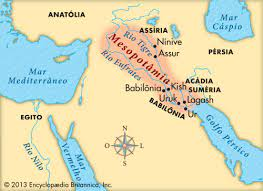 ANATÓLIA
Mar
Cáspio
ASSÍRIA
Rio Tigre
Nínive
Assur
Mesopotâmia
PÉRSIA
Mar
Mediterrâneo
Rio Eufrates
ACÁDIA
SUMÉRIA
Babilônia
Kish
Uruk
Lagash
Ur
BABILÔNIA
EGITO
Rio Nilo
Mar
Vermelho
N
Golfo Pérsico
© 2013 Encyclopædia Britannica, Inc.